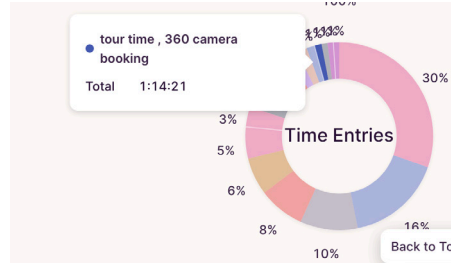 100%
tour time , 360 camera
booking
Total 1:14:21
30%
3%
Time Entries
5%
6%
8%
16%
10%
Back to To